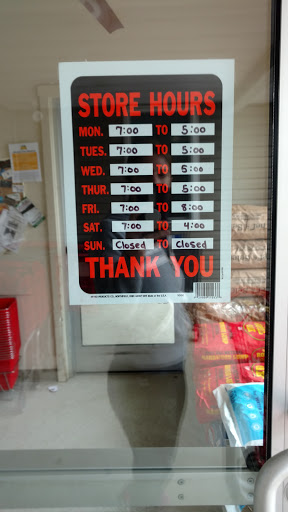 STORE HOURS
MON. 7:00 TO 5:00
TUES. 7:00 TO 5:00
WED. 7:00 TO 5:00
THUR. 7:00 TO 5:00
FRI. 7:00 TO 8:00
SAT. 7:00 TO 4:00
SUN. Closed TO Closed
THANK YOU